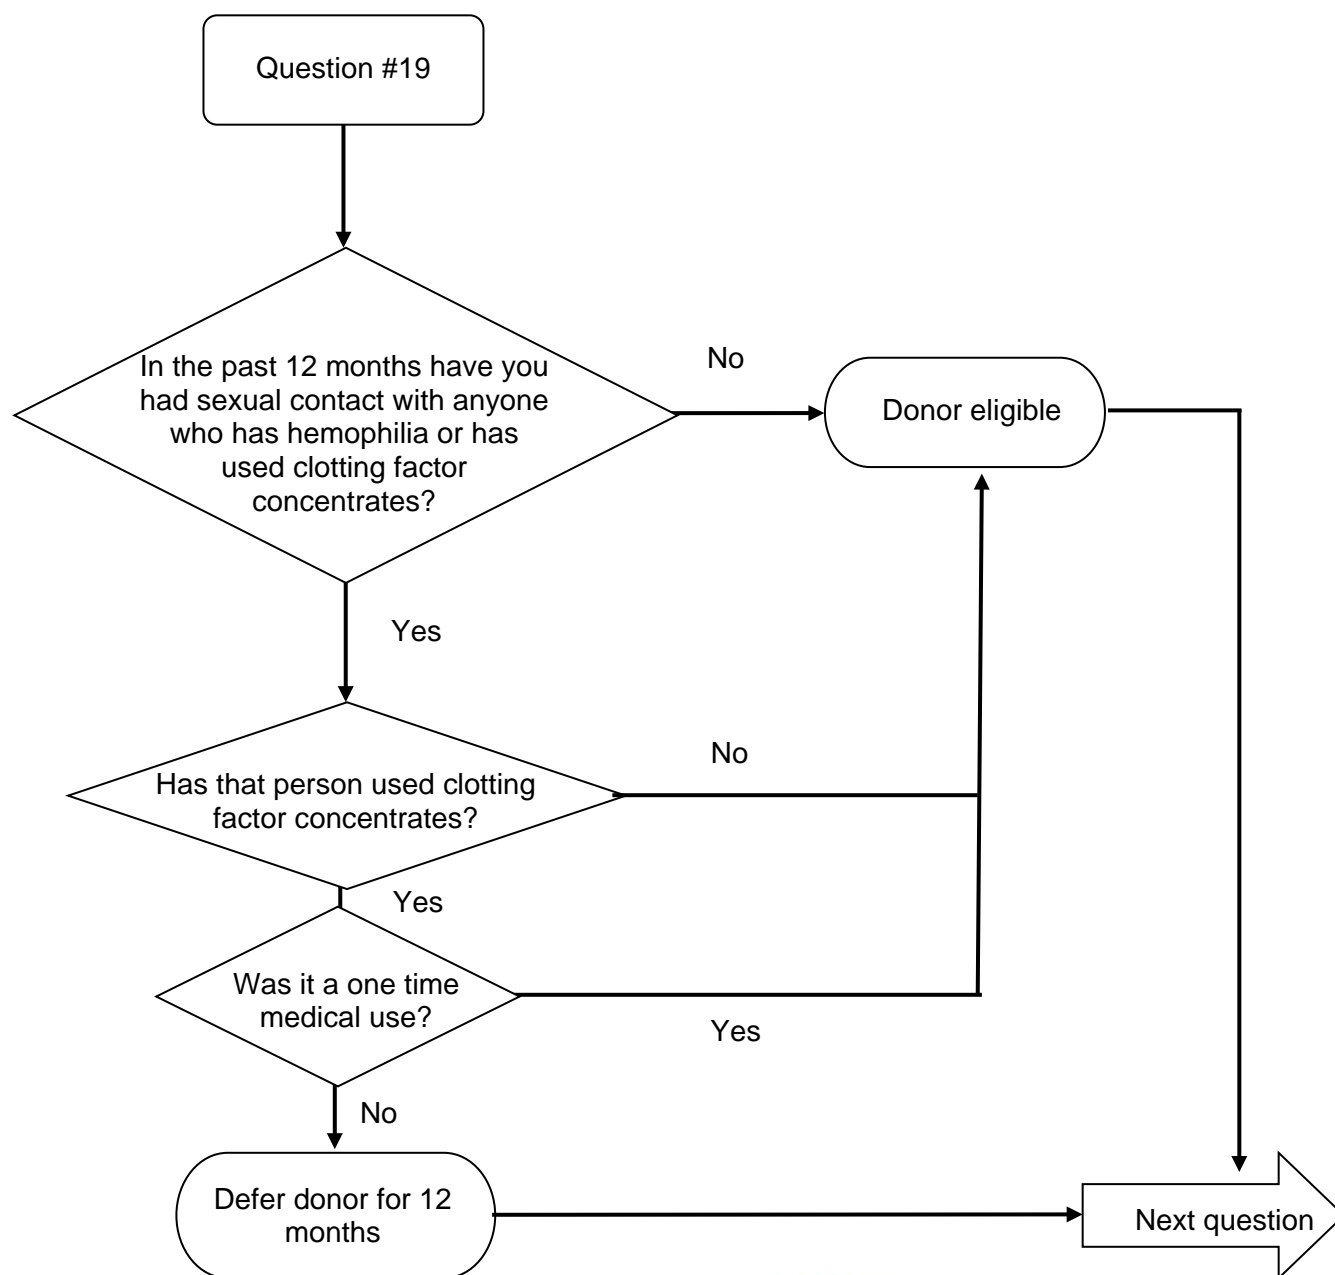 Question #19
In the past 12 months have you
had sexual contact with anyone
who has hemophilia or has
used clotting factor
concentrates?
No
Donor eligible
Yes
Has that person used clotting
factor concentrates?
No
Yes
Was it a one time
medical use?
Yes
No
Defer donor for 12
months
Next question